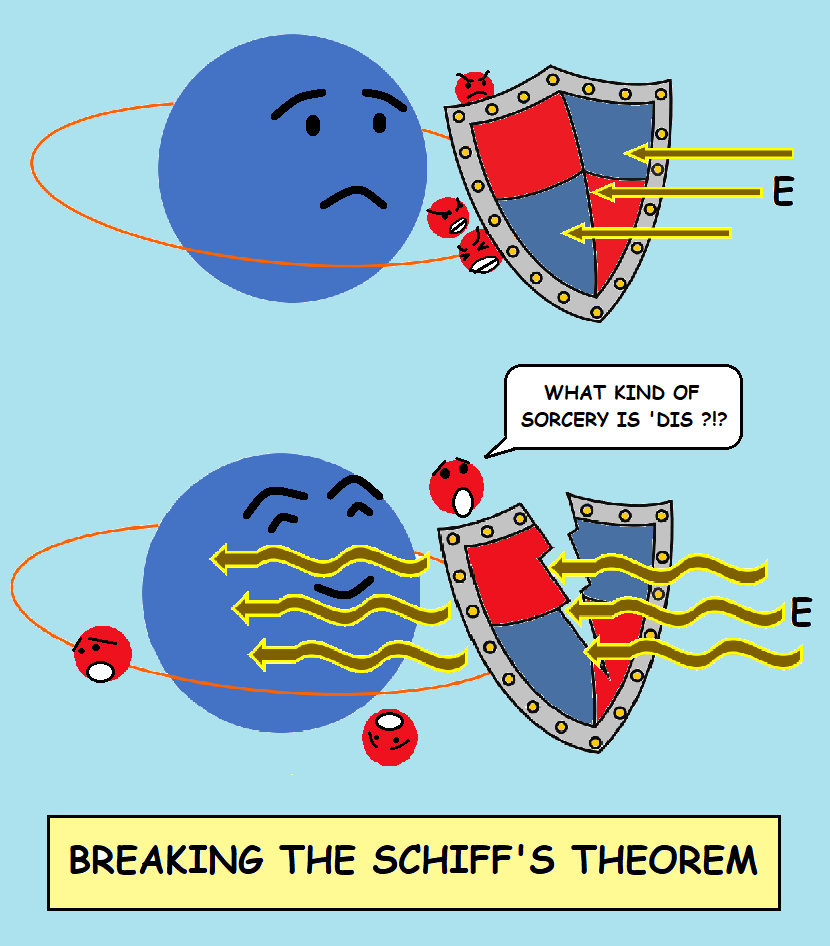 E
WHAT KIND OF
SORCERY IS 'DIS ?!?
E
BREAKING THE SCHIFF'S THEOREM